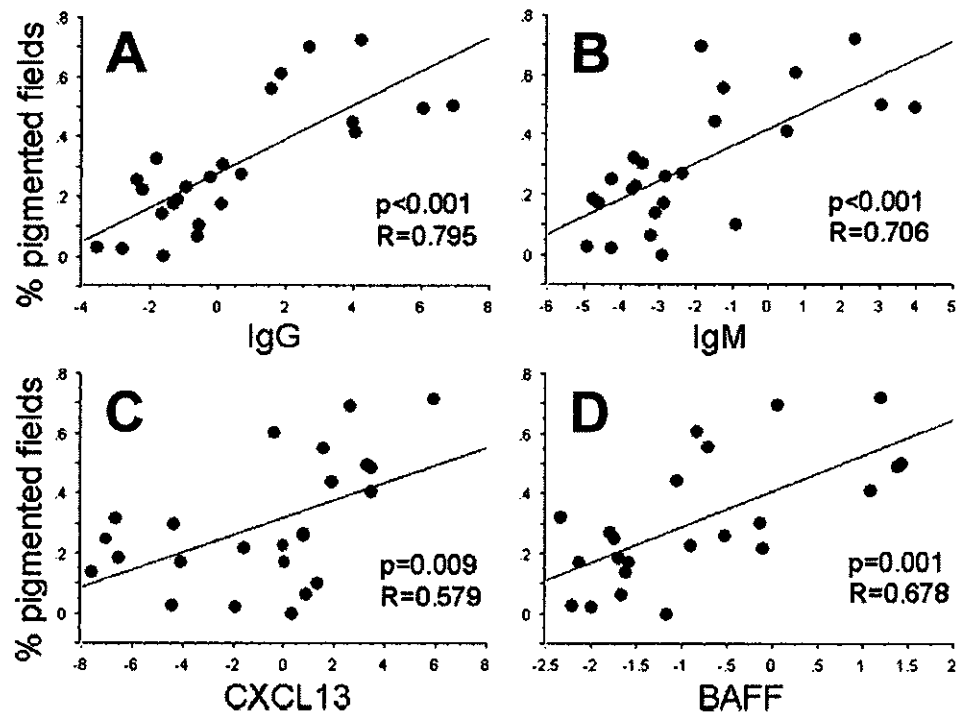 A
% pigmented fields
.8
.6
.4
.2
0
p<0.001
R=0.795
-4 -2 0 2 4 6 8
IgG
B
.8
.6
.4
.2
0
p<0.001
R=0.706
-6 -5 -4 -3 -2 -1 0 1 2 3 4 5
IgM
C
% pigmented fields
.8
.6
.4
.2
0
p=0.009
R=0.579
-8 -6 -4 -2 0 2 4 6 8
CXCL13
D
.8
.6
.4
.2
0
p=0.001
R=0.678
-2.5 -2 -1.5 -1 -.5 0 .5 1 1.5 2
BAFF